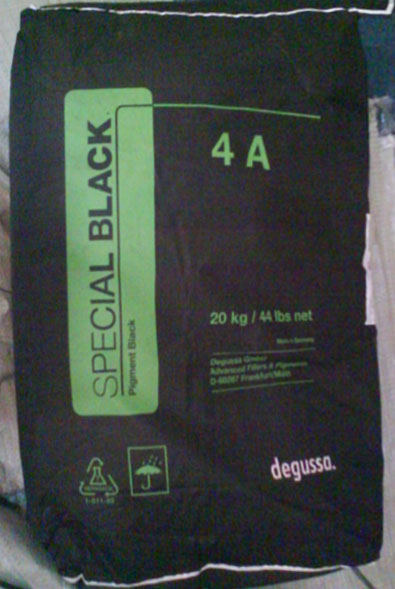 SPECIAL BLACK
Pigment Black
4 A
20 kg / 44 lbs net
Made in Germany
Degussa GmbH
Advanced Fillers & Pigments
D-60287 Frankfurt/Main
degussa.